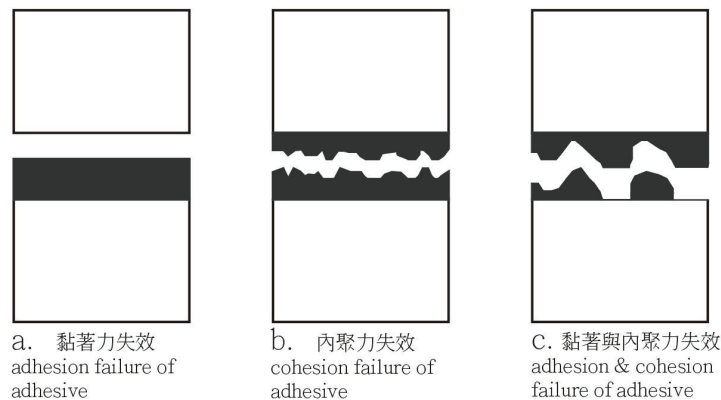 a. 黏著力失效
adhesion failure of
adhesive
b. 內聚力失效
cohesion failure of
adhesive
c. 黏著與內聚力失效
adhesion & cohesion
failure of adhesive